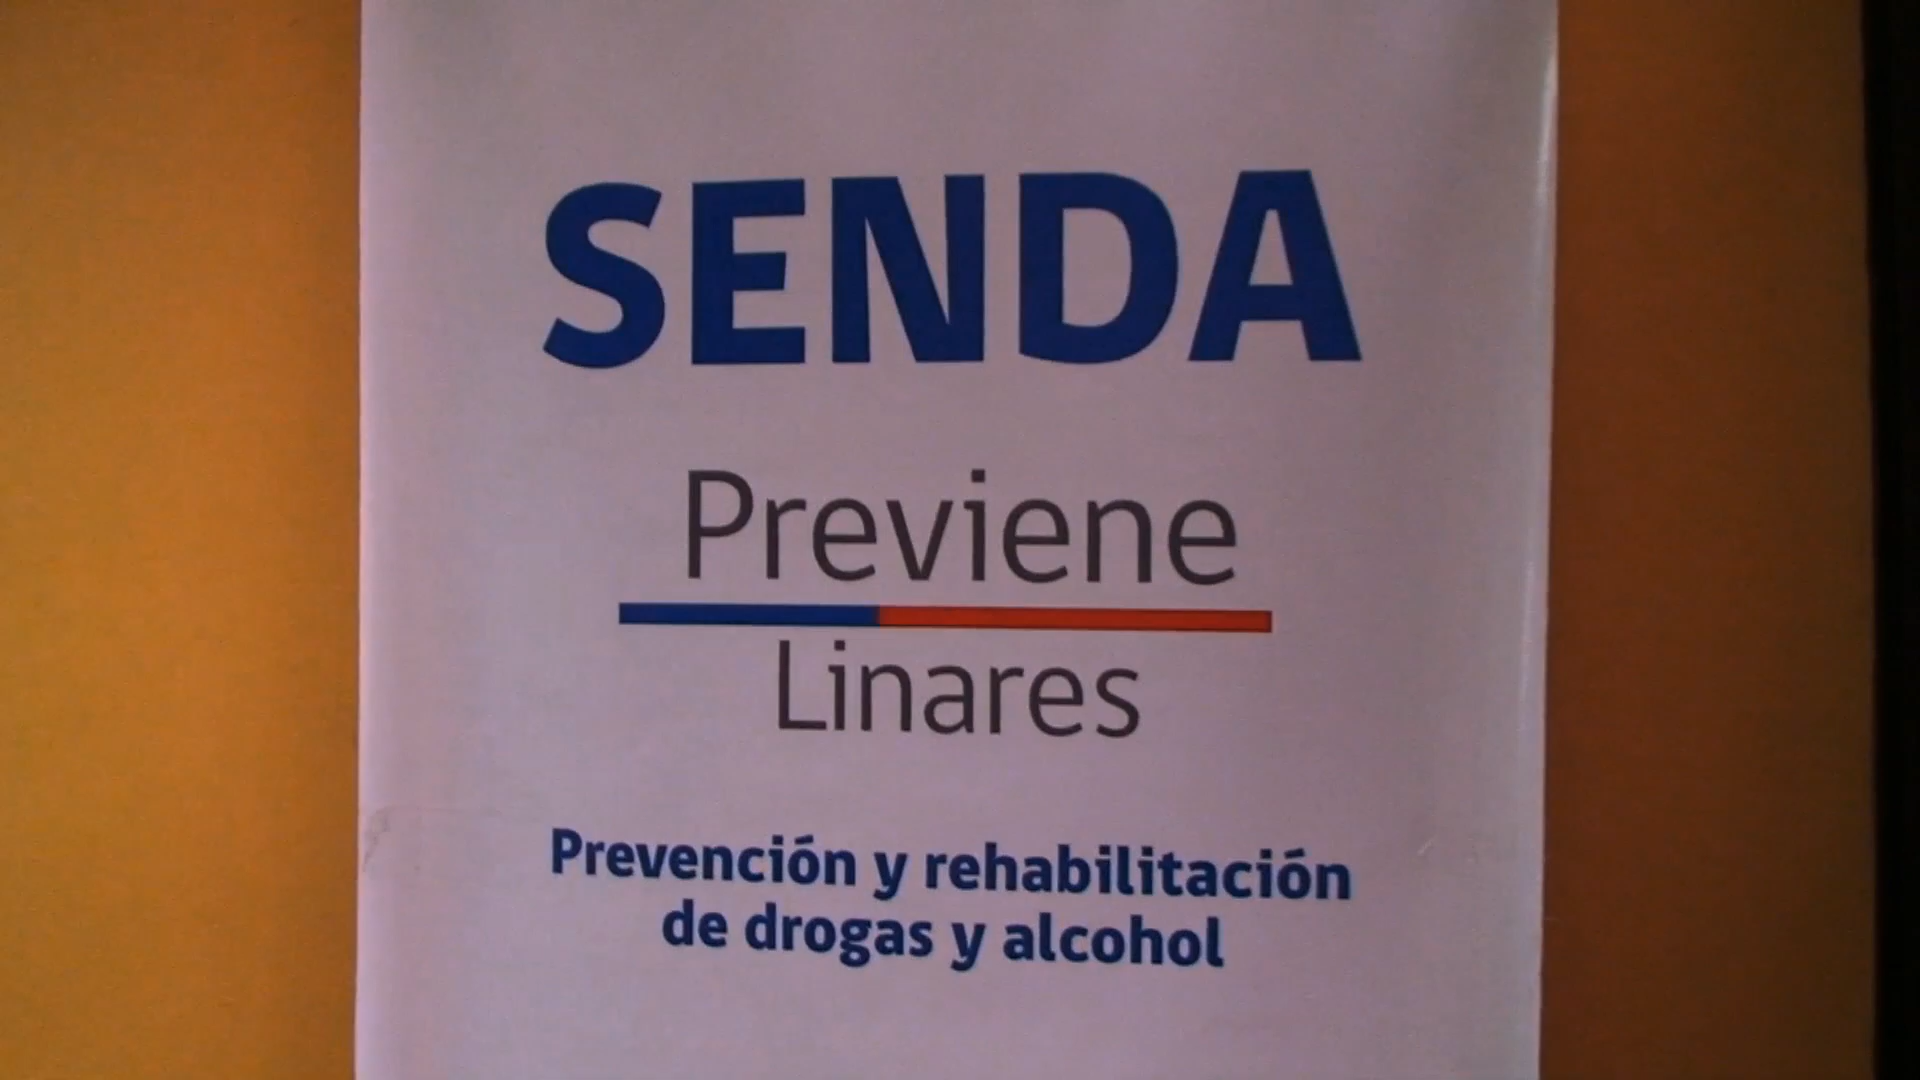 SENDA
Previene
Linares
Prevención y rehabilitación
de drogas y alcohol